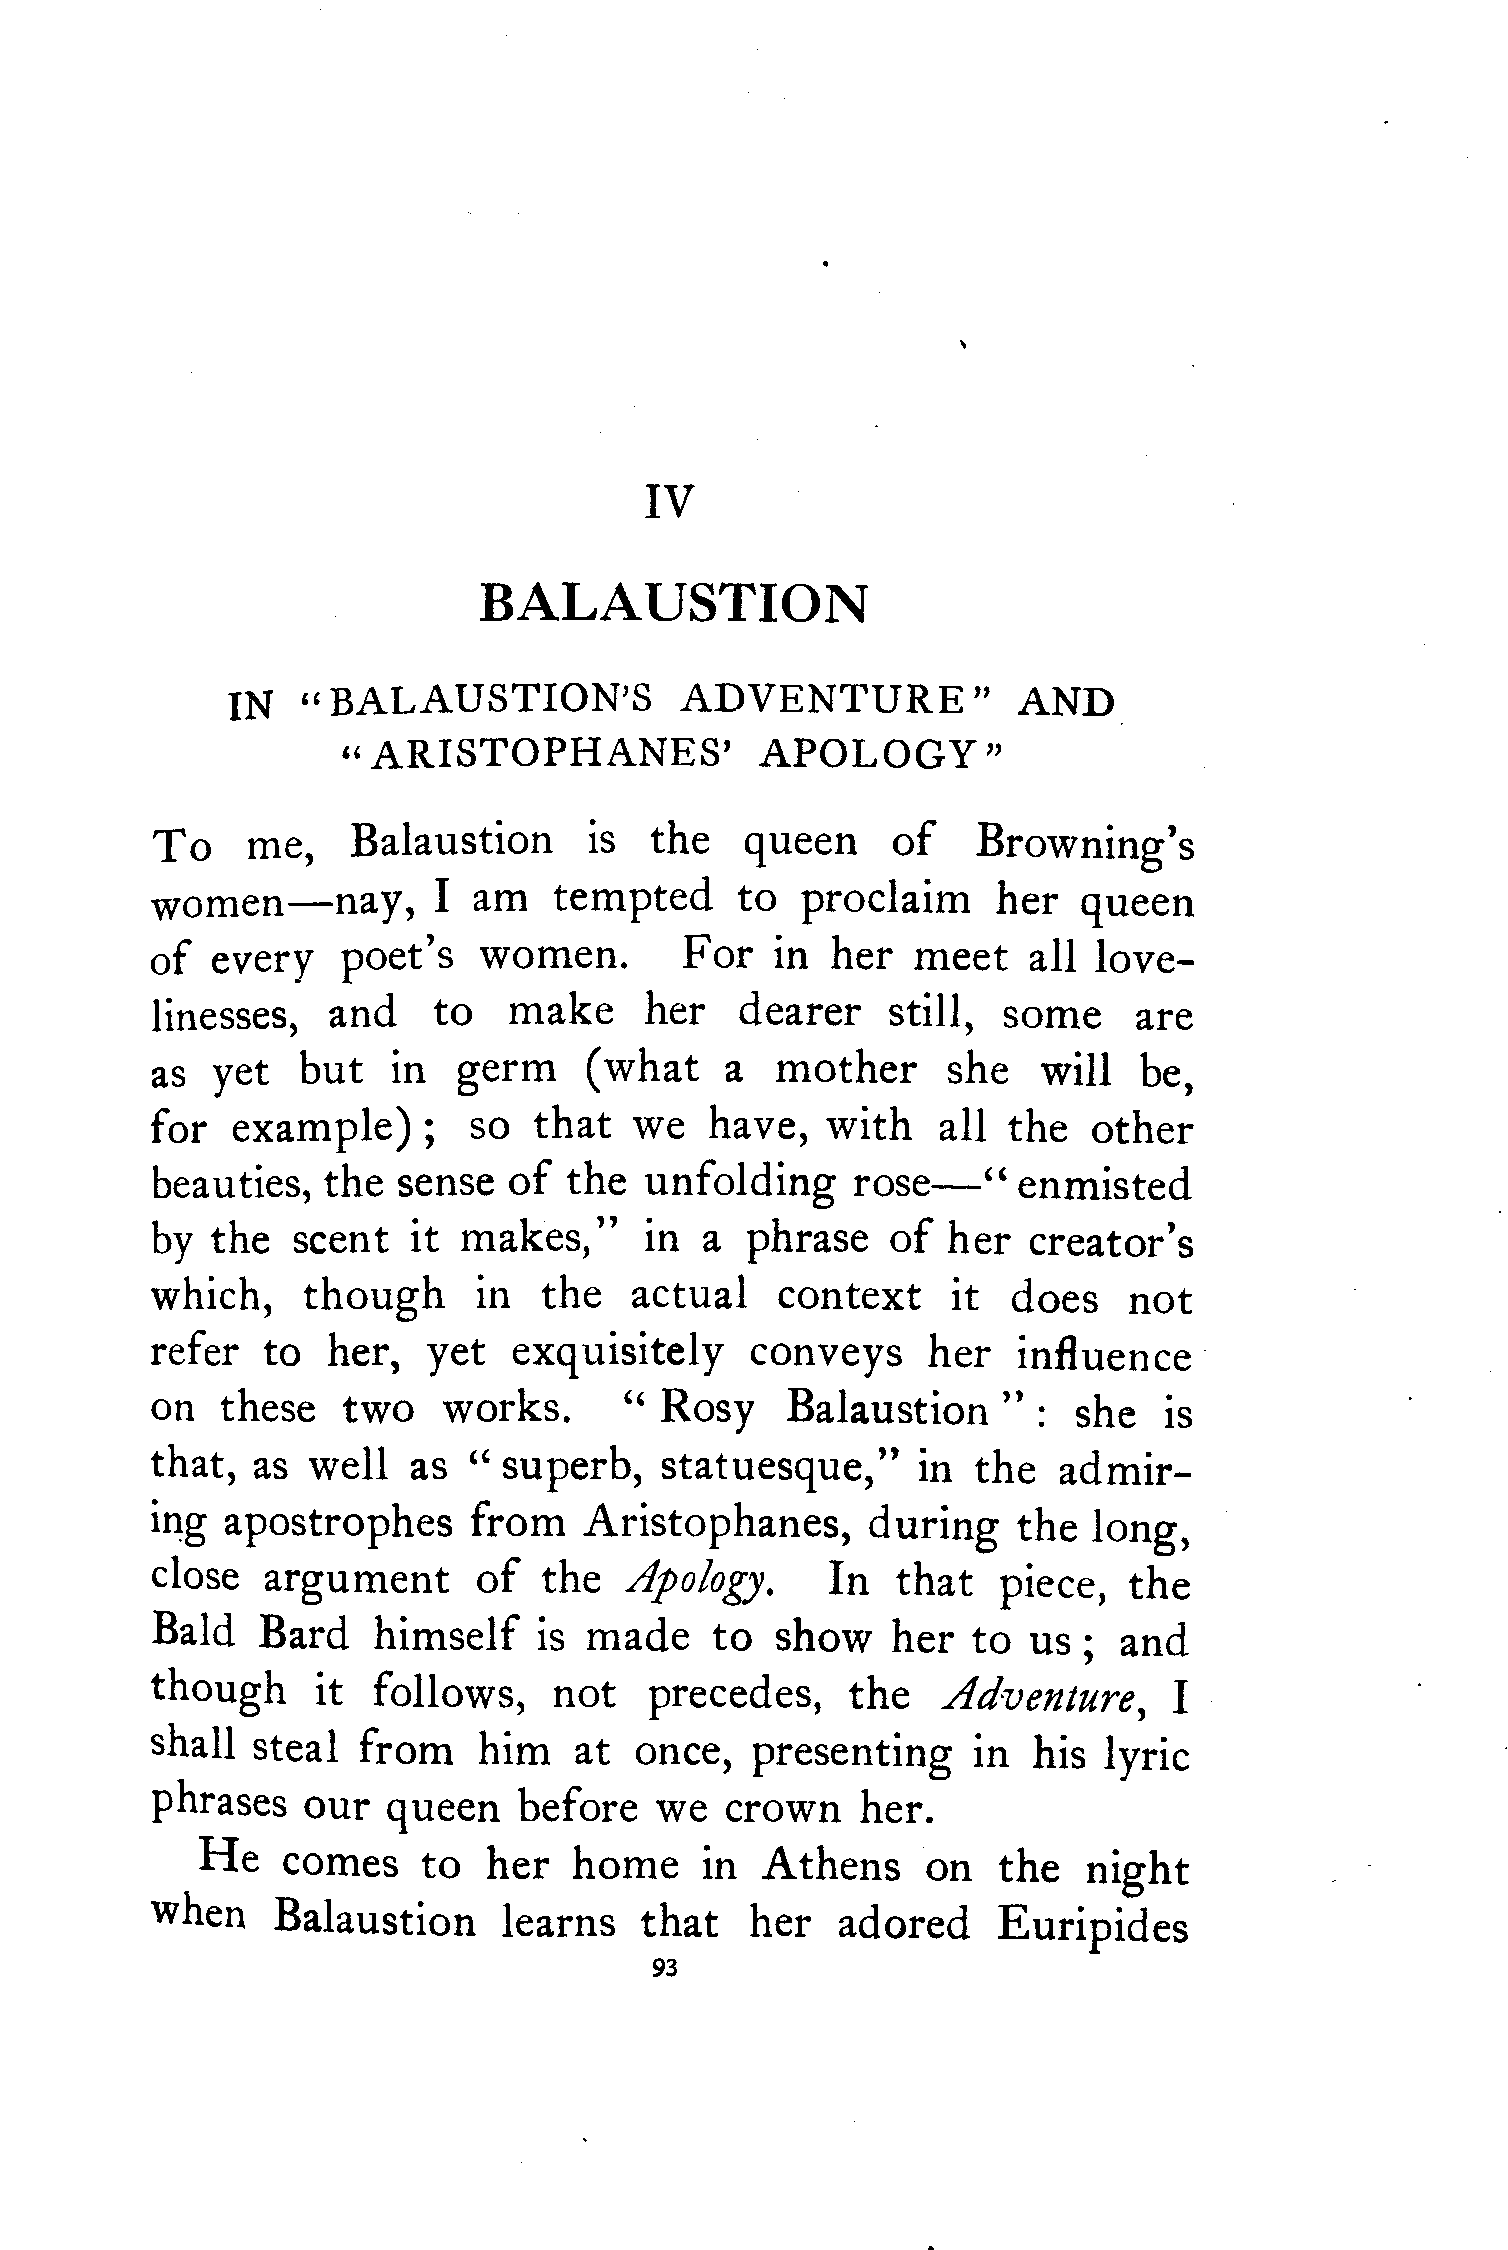 IV
BALAUSTION
IN "BALAUSTION'S ADVENTURE" AND
"ARISTOPHANES' APOLOGY"
To me, Balaustion is the queen of Browning's
women—nay, I am tempted to proclaim her queen
of every poet's women. For in her meet all love-
linesses, and to make her dearer still, some are
as yet but in germ (what a mother she will be,
for example); so that we have, with all the other
beauties, the sense of the unfolding rose—"enmisted
by the scent it makes," in a phrase of her creator's
which, though in the actual context it does not
refer to her, yet exquisitely conveys her influence
on these two works. "Rosy Balaustion": she is
that, as well as "superb, statuesque," in the admir-
ing apostrophes from Aristophanes, during the long,
close argument of the Apology. In that piece, the
Bald Bard himself is made to show her to us; and
though it follows, not precedes, the Adventure, I
shall steal from him at once, presenting in his lyric
phrases our queen before we crown her.
He comes to her home in Athens on the night
when Balaustion learns that her adored Euripides
93